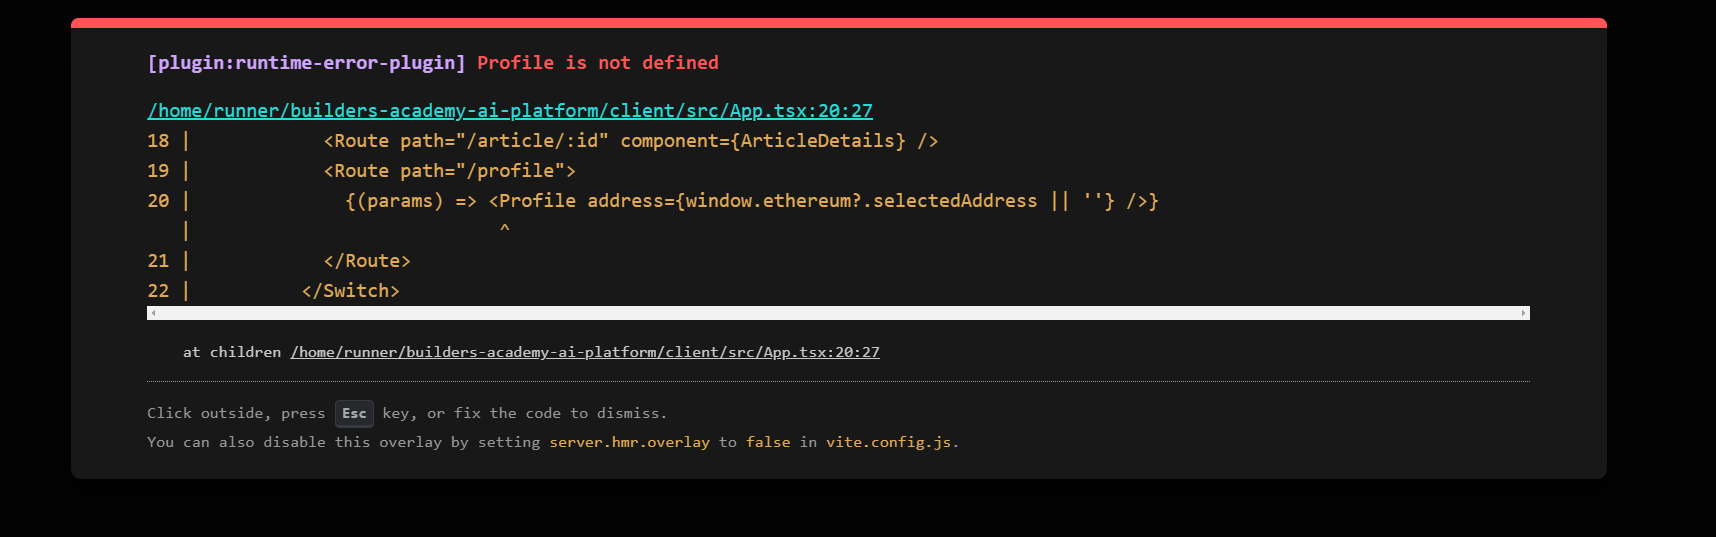 [plugin:runtime-error-plugin] Profile is not defined
/home/runner/builders-academy-ai-platform/client/src/App.tsx:20:27
18 |            <Route path="/article/:id" component={ArticleDetails} />
19 |            <Route path="/profile">
20 |              {(params) => <Profile address={window.ethereum?.selectedAddress || ''} />}
   |                            ^
21 |            </Route>
22 |          </Switch>
at children /home/runner/builders-academy-ai-platform/client/src/App.tsx:20:27
Click outside, press Esc key, or fix the code to dismiss.
You can also disable this overlay by setting server.hmr.overlay to false in vite.config.js.